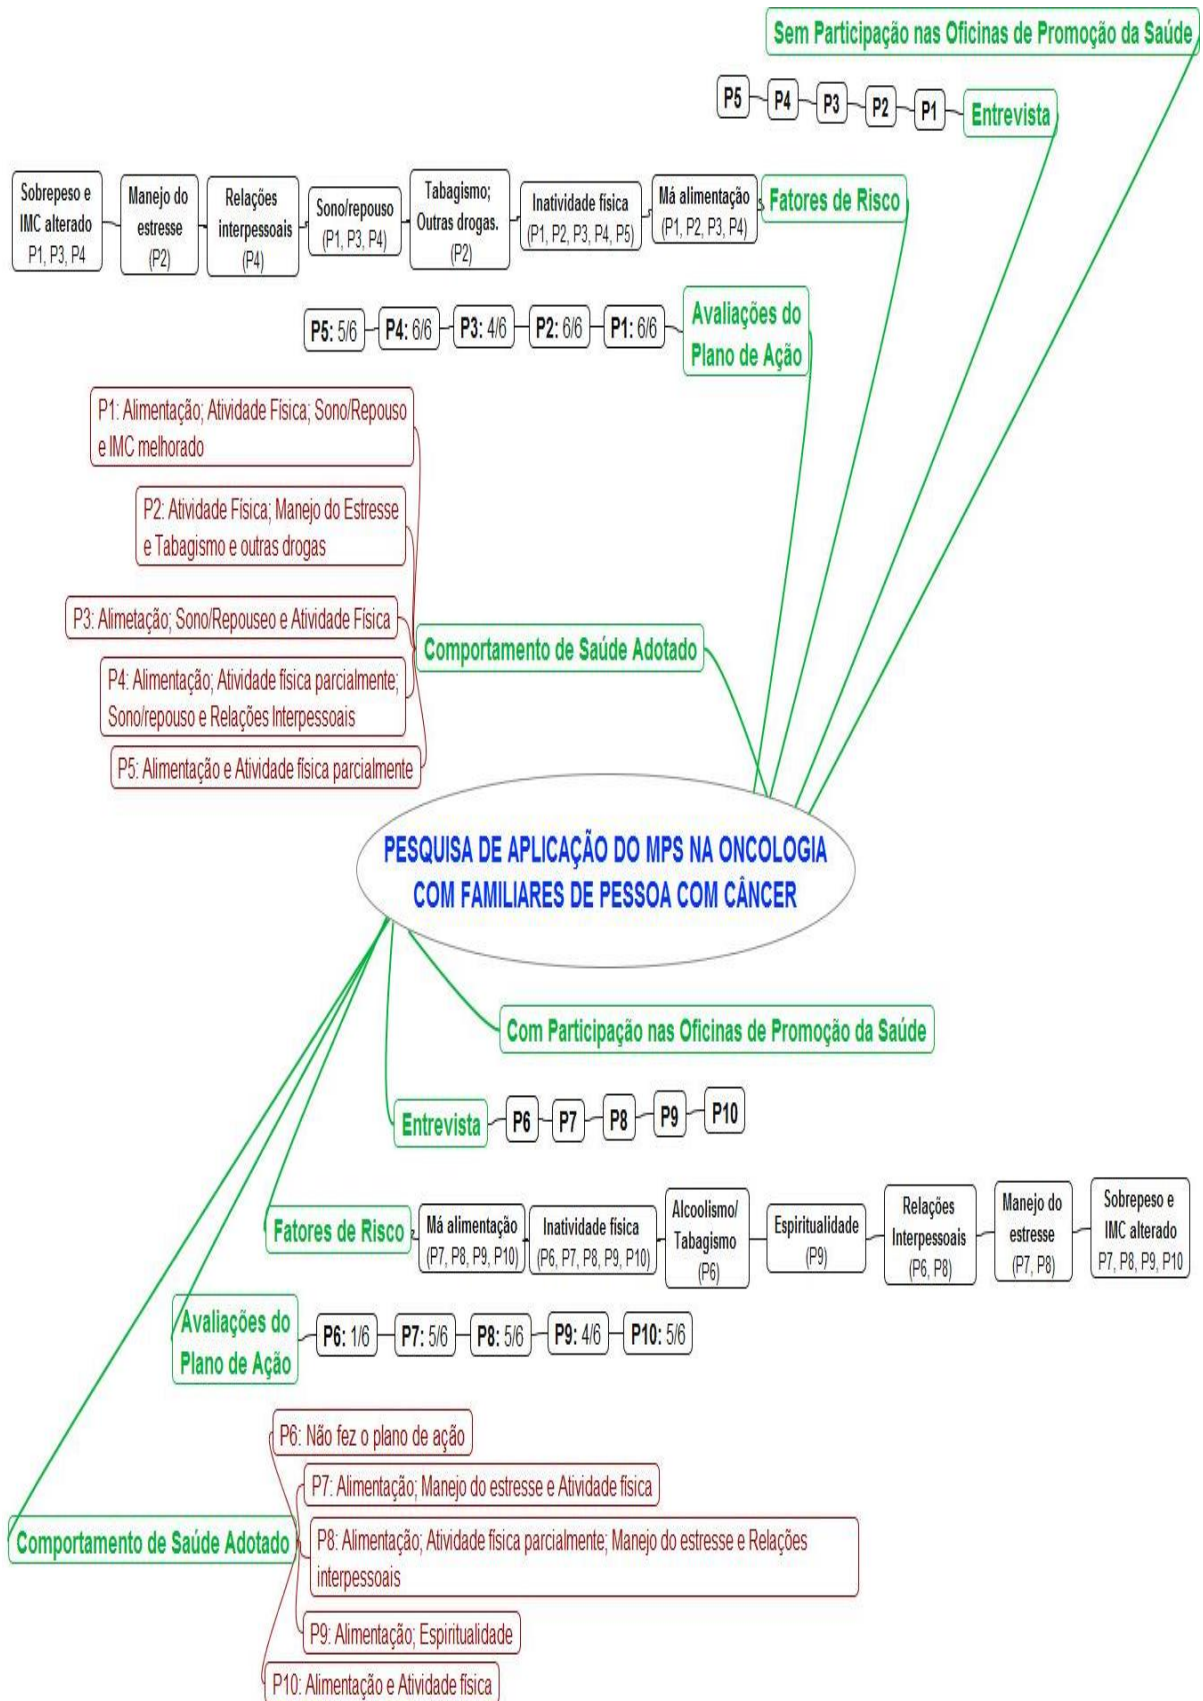 Sem Participação nas Oficinas de Promoção da Saúde
P5
P4
P3
P2
P1
Entrevista
Sobrepeso e
IMC alterado
P1, P3, P4
Manejo do
estresse
(P2)
Relações
interpessoais
(P4)
Sono/repouso
(P1, P3, P4)
Tabagismo;
Outras drogas.
(P2)
Inatividade física
(P1, P2, P3, P4, P5)
Má alimentação
(P1, P2, P3, P4)
Fatores de Risco
P5: 5/6
P4: 6/6
P3: 4/6
P2: 6/6
P1: 6/6
Avaliações do
Plano de Ação
P1: Alimentação; Atividade Física; Sono/Repouso
e IMC melhorado
P2: Atividade Física; Manejo do Estresse
e Tabagismo e outras drogas
P3: Alimetação; Sono/Repouseo e Atividade Física
P4: Alimentação; Atividade física parcialmente;
Sono/repouso e Relações Interpessoais
P5: Alimentação e Atividade física parcialmente
Comportamento de Saúde Adotado
PESQUISA DE APLICAÇÃO DO MPS NA ONCOLOGIA
COM FAMILIARES DE PESSOA COM CÂNCER
Com Participação nas Oficinas de Promoção da Saúde
Entrevista
P6
P7
P8
P9
P10
Fatores de Risco
Má alimentação
(P7, P8, P9, P10)
Inatividade física
(P6, P7, P8, P9, P10)
Alcoolismo/
Tabagismo
(P6)
Espiritualidade
(P9)
Relações
Interpessoais
(P6, P8)
Manejo do
estresse
(P7, P8)
Sobrepeso e
IMC alterado
P7, P8, P9, P10
Avaliações do
Plano de Ação
P6: 1/6
P7: 5/6
P8: 5/6
P9: 4/6
P10: 5/6
Comportamento de Saúde Adotado
P6: Não fez o plano de ação
P7: Alimentação; Manejo do estresse e Atividade física
P8: Alimentação; Atividade física parcialmente; Manejo do estresse e Relações
interpessoais
P9: Alimentação; Espiritualidade
P10: Alimentação e Atividade física